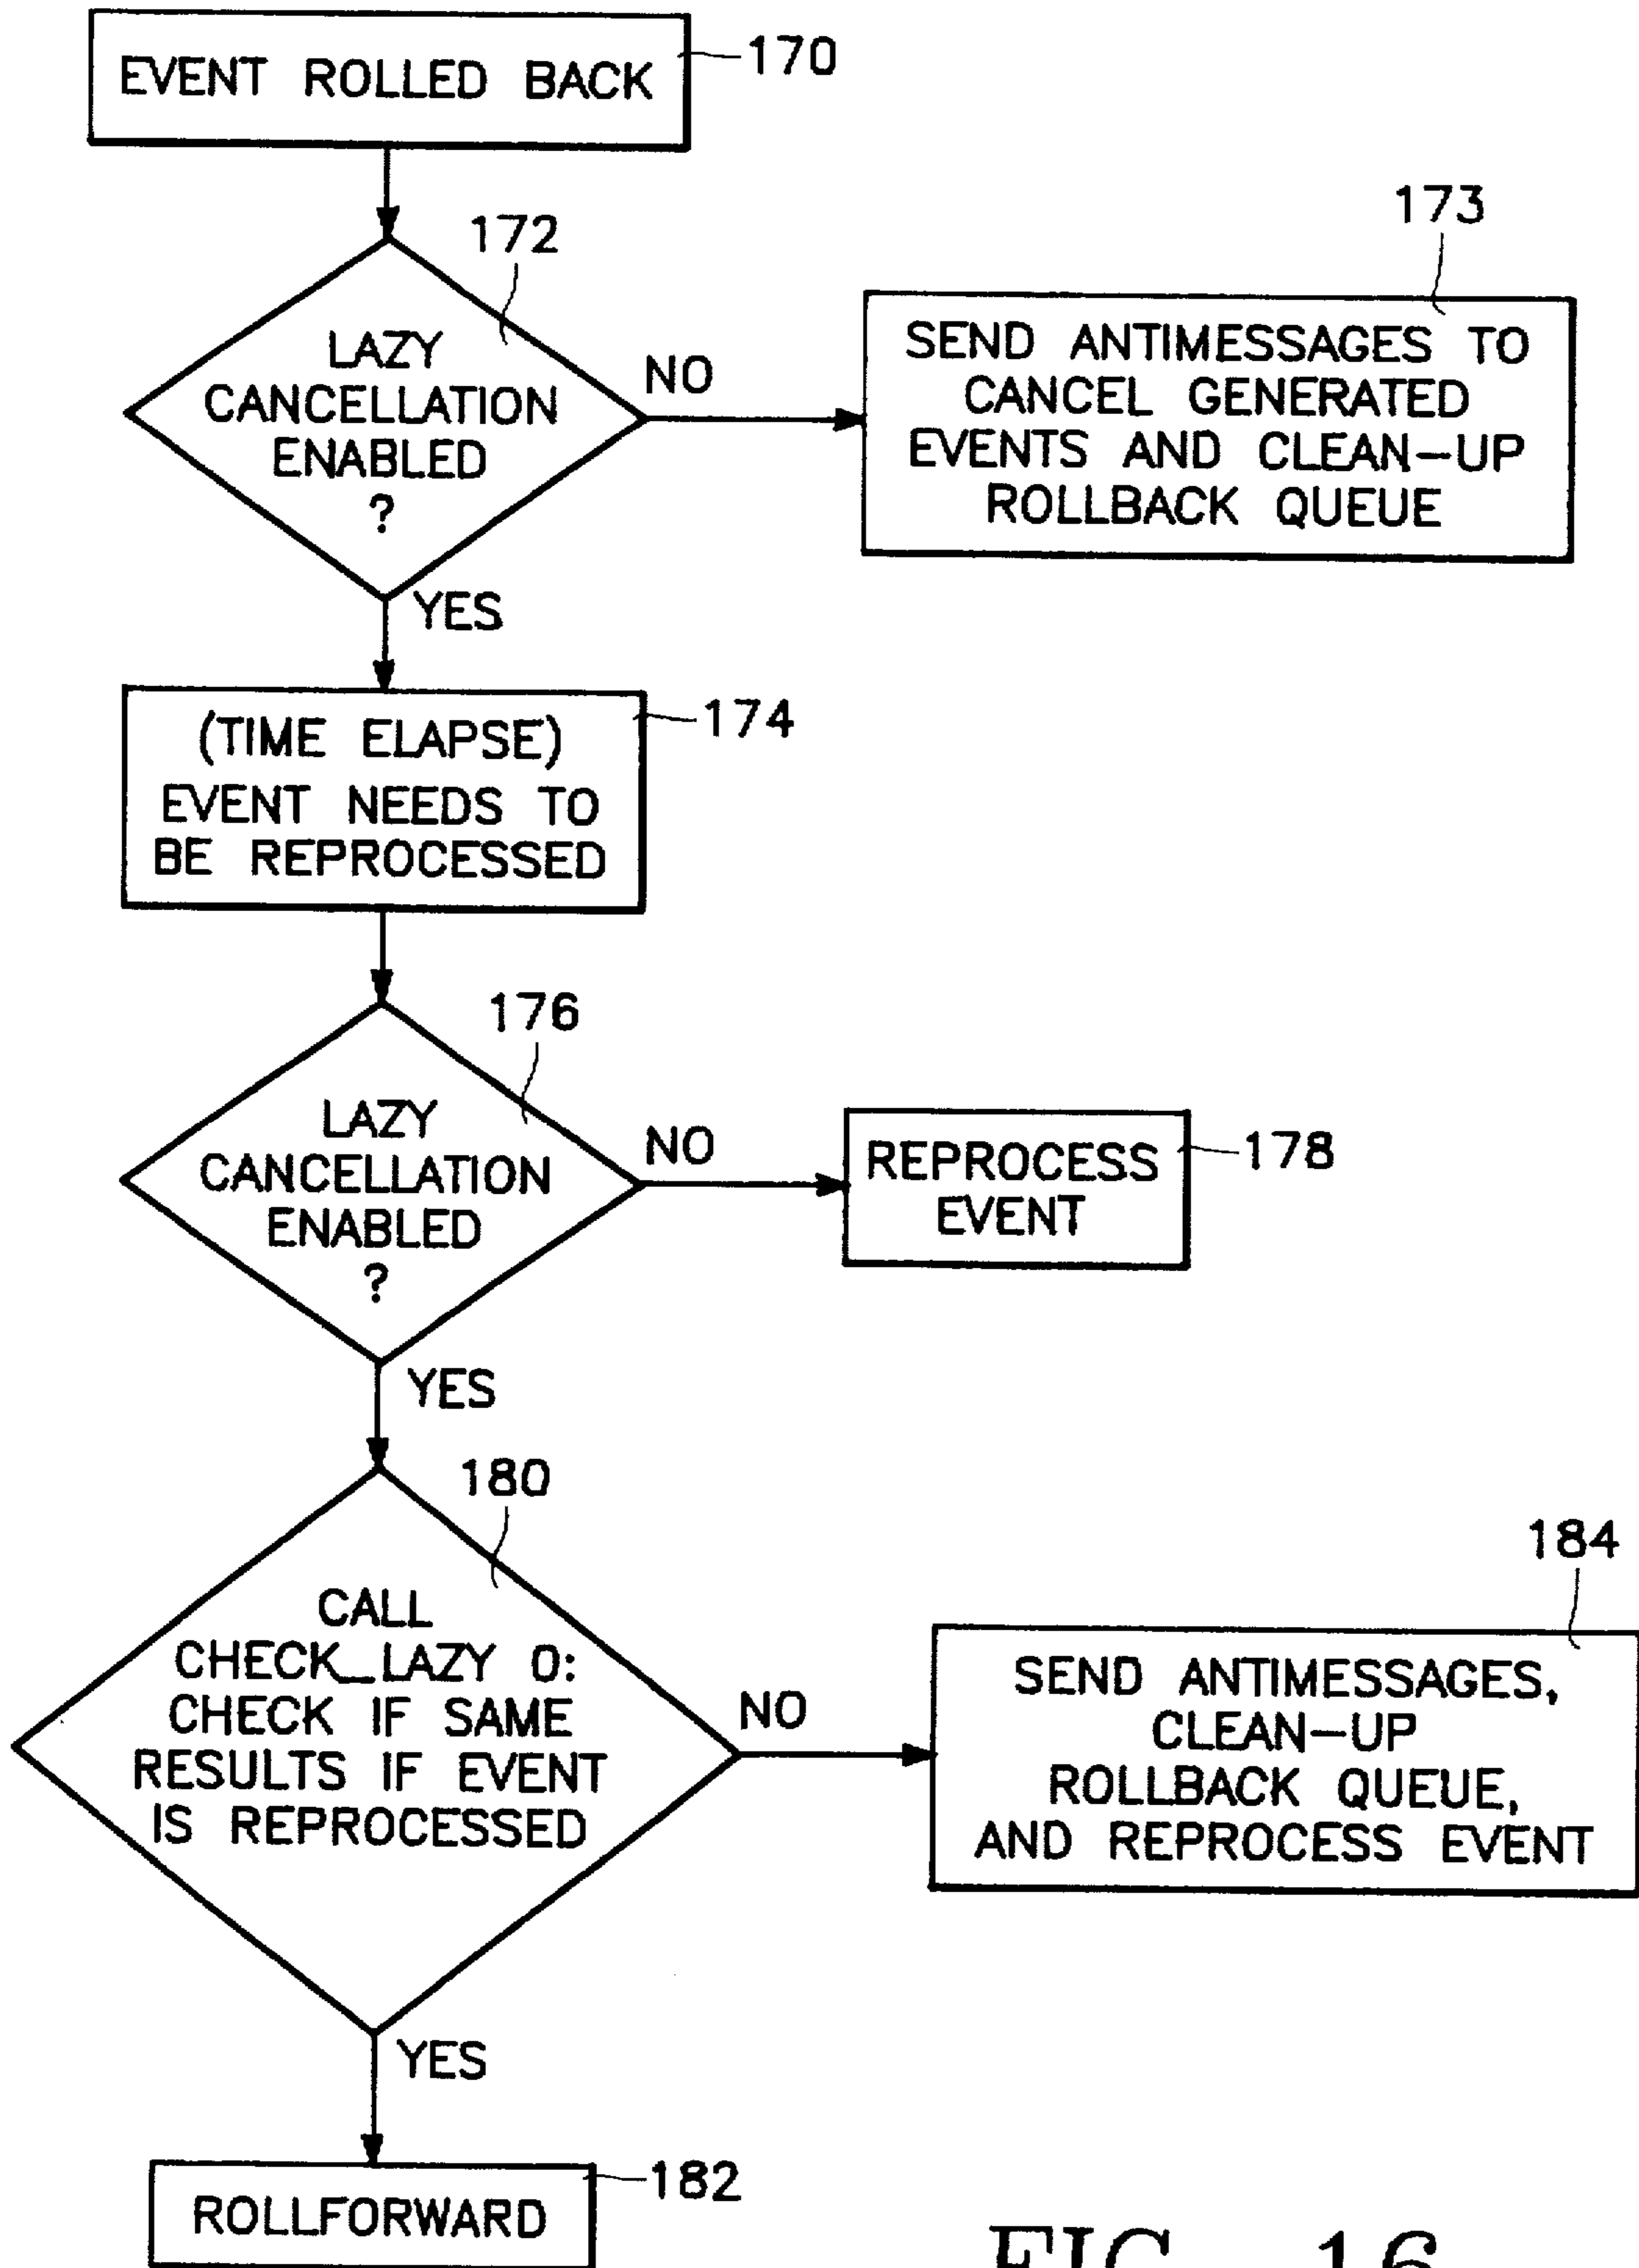 EVENT ROLLED BACK
170
172
LAZY
CANCELLATION
ENABLED
?
NO
173
SEND ANTIMESSAGES TO
CANCEL GENERATED
EVENTS AND CLEAN-UP
ROLLBACK QUEUE
YES
(TIME ELAPSE)
EVENT NEEDS TO
BE REPROCESSED
174
176
LAZY
CANCELLATION
ENABLED
?
NO
REPROCESS
EVENT
178
YES
180
CALL
CHECK_LAZY O:
CHECK IF SAME
RESULTS IF EVENT
IS REPROCESSED
NO
184
SEND ANTIMESSAGES,
CLEAN-UP
ROLLBACK QUEUE,
AND REPROCESS EVENT
YES
ROLLFORWARD
182
FIG. 16